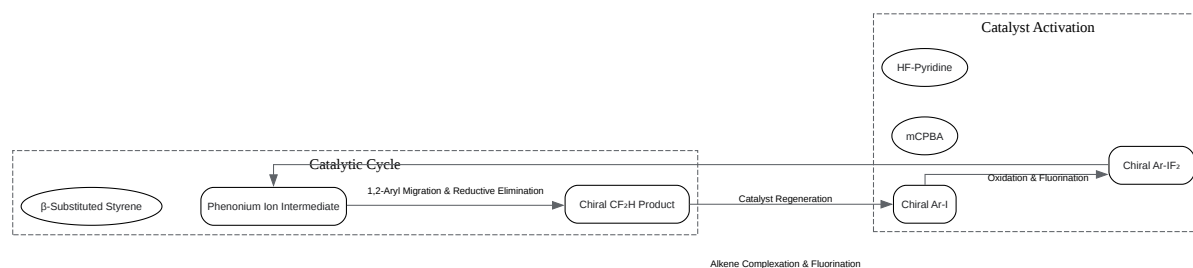 Catalyst Activation
HF-Pyridine
mCPBA
Catalytic Cycle
Chiral Ar-IF₂
Oxidation & Fluorination
1,2-Aryl Migration & Reductive Elimination
β-Substituted Styrene
Phenonium Ion Intermediate
Chiral CF₂H Product
Catalyst Regeneration
Chiral Ar-I
Alkene Complexation & Fluorination